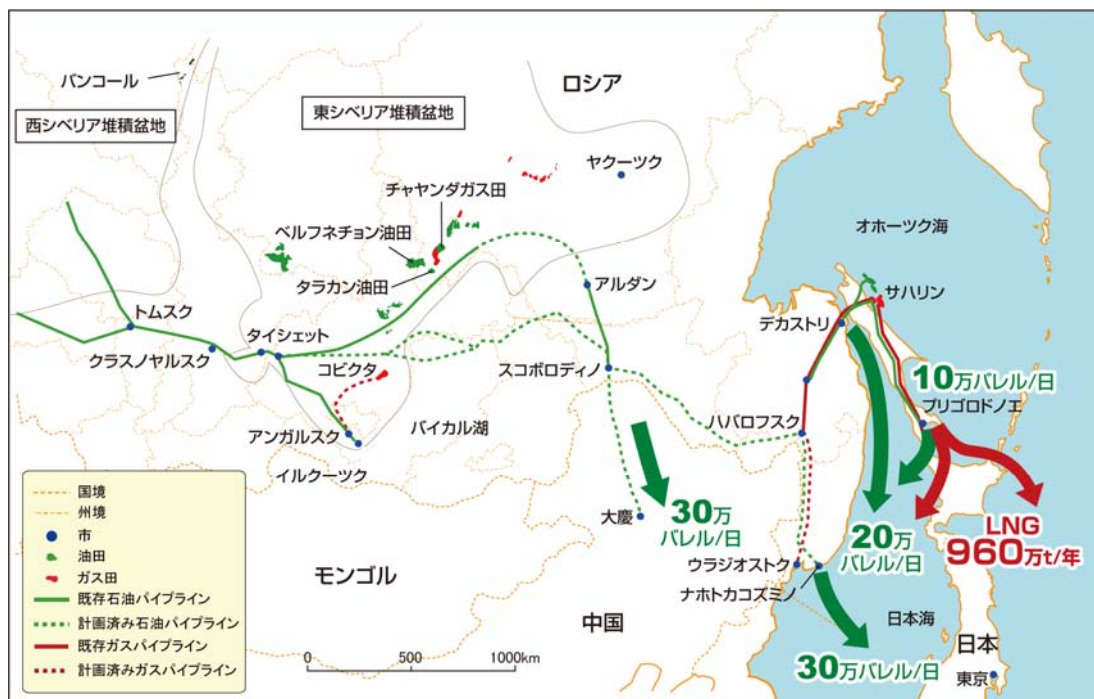 バンコール
西シベリア堆積盆地
東シベリア堆積盆地
ロシア
ヤクーツク
チャヤンダガス田
ベルフネチョン油田
タラカン油田
オホーツク海
アルダン
サハリン
デカストリ
トムスク
タイシェット
クラスノヤルスク
コビクタ
スコボロディノ
10万バレル/日
プリゴロドノエ
ハバロフスク
アンガルスク
バイカル湖
イルクーツク
国境
州境
市
油田
ガス田
既存石油パイプライン
計画済み石油パイプライン
既存ガスパイプライン
計画済みガスパイプライン
モンゴル
0
500
1000km
大慶
30万
バレル/日
中国
20万
バレル/日
LNG
960万t/年
ウラジオストク
ナホトカコズミノ
日本海
30万バレル/日
日本
東京